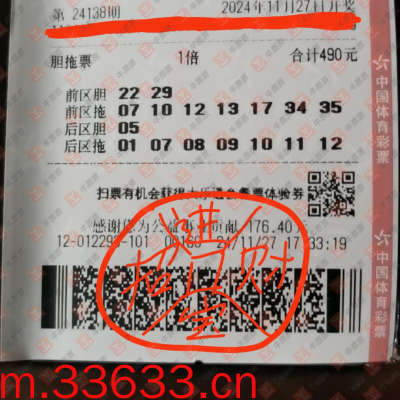 第 24138期 2024年11月27日开奖
胆拖票 1倍 合计490元
前区胆 22 29
前区拖 07 10 12 13 17 34 35
后区胆 05
后区拖 01 07 08 09 10 11 12
扫票有机会获得大乐透会员票体验券
感谢您为公益事业贡献 176.40元
12-012293-101 24/11/27 17:33:19
招财
进宝
中国体育彩票
中国体育彩票
m.33633.cn